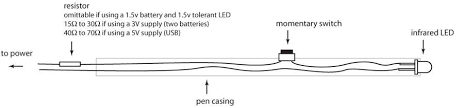 resistor
omittable if using a 1.5v battery and 1.5v tolerant LED
15Ω to 30Ω if using a 3V supply (two batteries)
40Ω to 70Ω if using a 5V supply (USB)
momentary switch
infrared LED
to power
pen casing